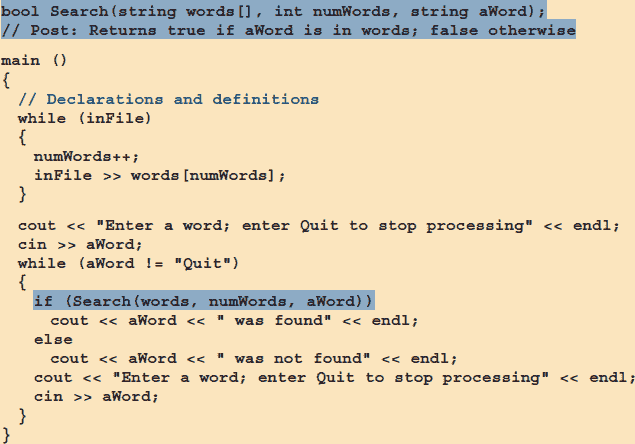 bool Search(string words[], int numWords, string aWord);
// Post: Returns true if aWord is in words; false otherwise
main ()
{
// Declarations and definitions
while (inFile)
{
numWords++;
inFile >> words[numWords];
}
cout << "Enter a word; enter Quit to stop processing" << endl;
cin >> aWord;
while (aWord != "Quit")
{
if (Search(words, numWords, aWord))
cout << aWord << " was found" << endl;
else
cout << aWord << " was not found" << endl;
cout << "Enter a word; enter Quit to stop processing" << endl;
cin >> aWord;
}
}